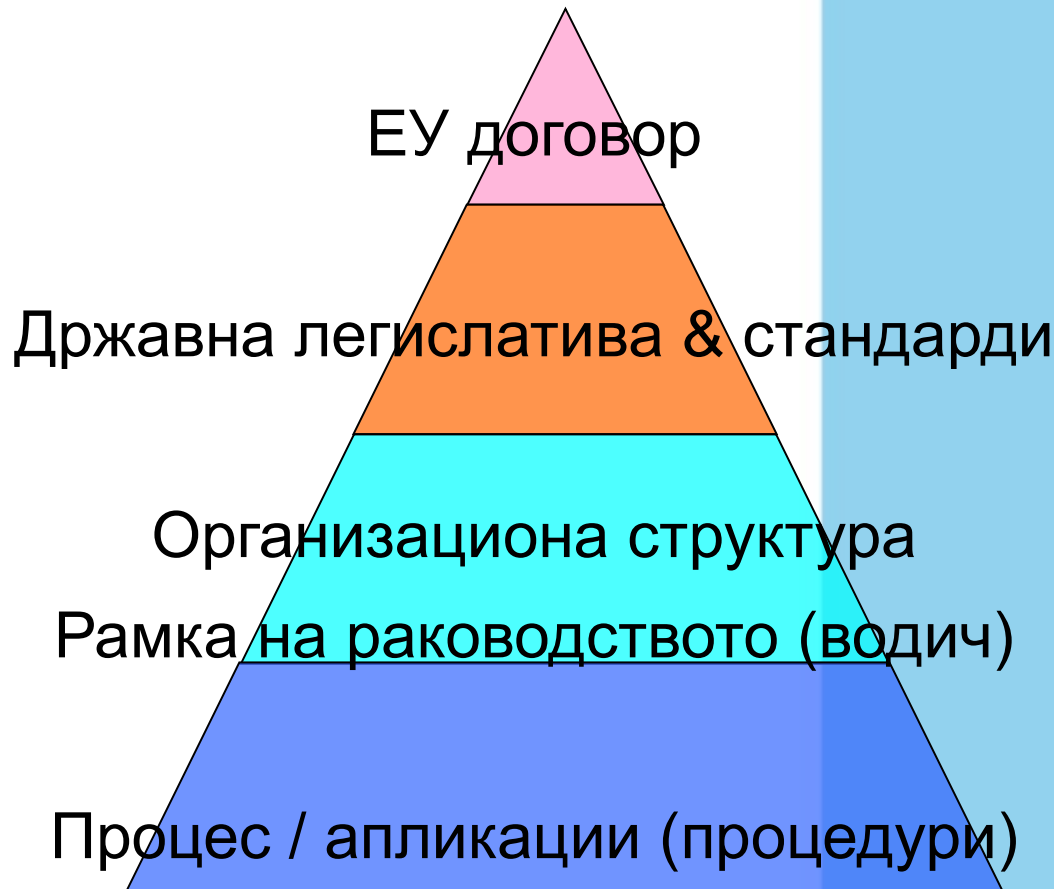 ЕУ договор
Државна легислатива & стандарди
Организациона структура
Рамка на раководството (водич)
Процес / апликации (процедури)